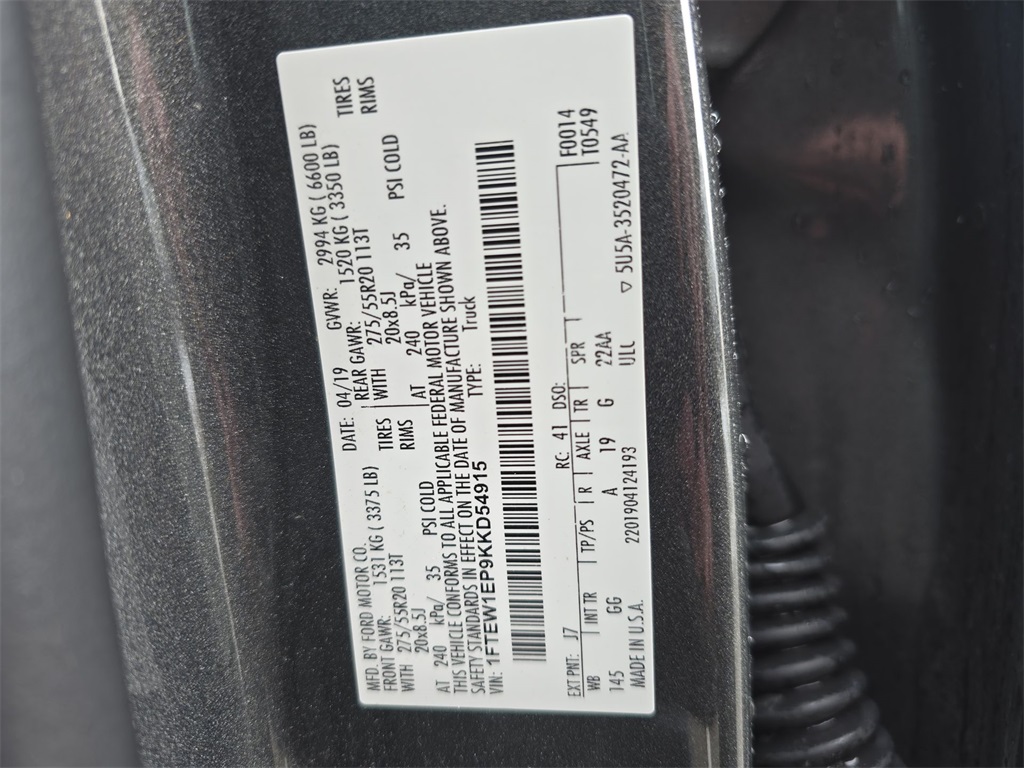 MFD. BY FORD MOTOR CO.
DATE: 04/19 GVWR: 2994 KG ( 6600 LB)
FRONT GAWR: 1531 KG ( 3375 LB) REAR GAWR: 1520 KG ( 3350 LB)
WITH 275/55R20 113T TIRES WITH 275/55R20 113T TIRES
20x8.5J RIMS 20x8.5J RIMS
AT 240 kPa/ 35 PSI COLD AT 240 kPa/ 35 PSI COLD
THIS VEHICLE CONFORMS TO ALL APPLICABLE FEDERAL MOTOR VEHICLE
SAFETY STANDARDS IN EFFECT ON THE DATE OF MANUFACTURE SHOWN ABOVE.
VIN: 1FTEW1EP9KKD54915 TYPE: Truck
F0014
T0549
EXT PNT: J7 RC: 41 DSO:
WB INT TR TP/PS R AXLE TR SPR
145 GG A 19 G 22AA
MADE IN U.S.A. 2201904124193 ULL ▽ 5U5A-3520472-AA